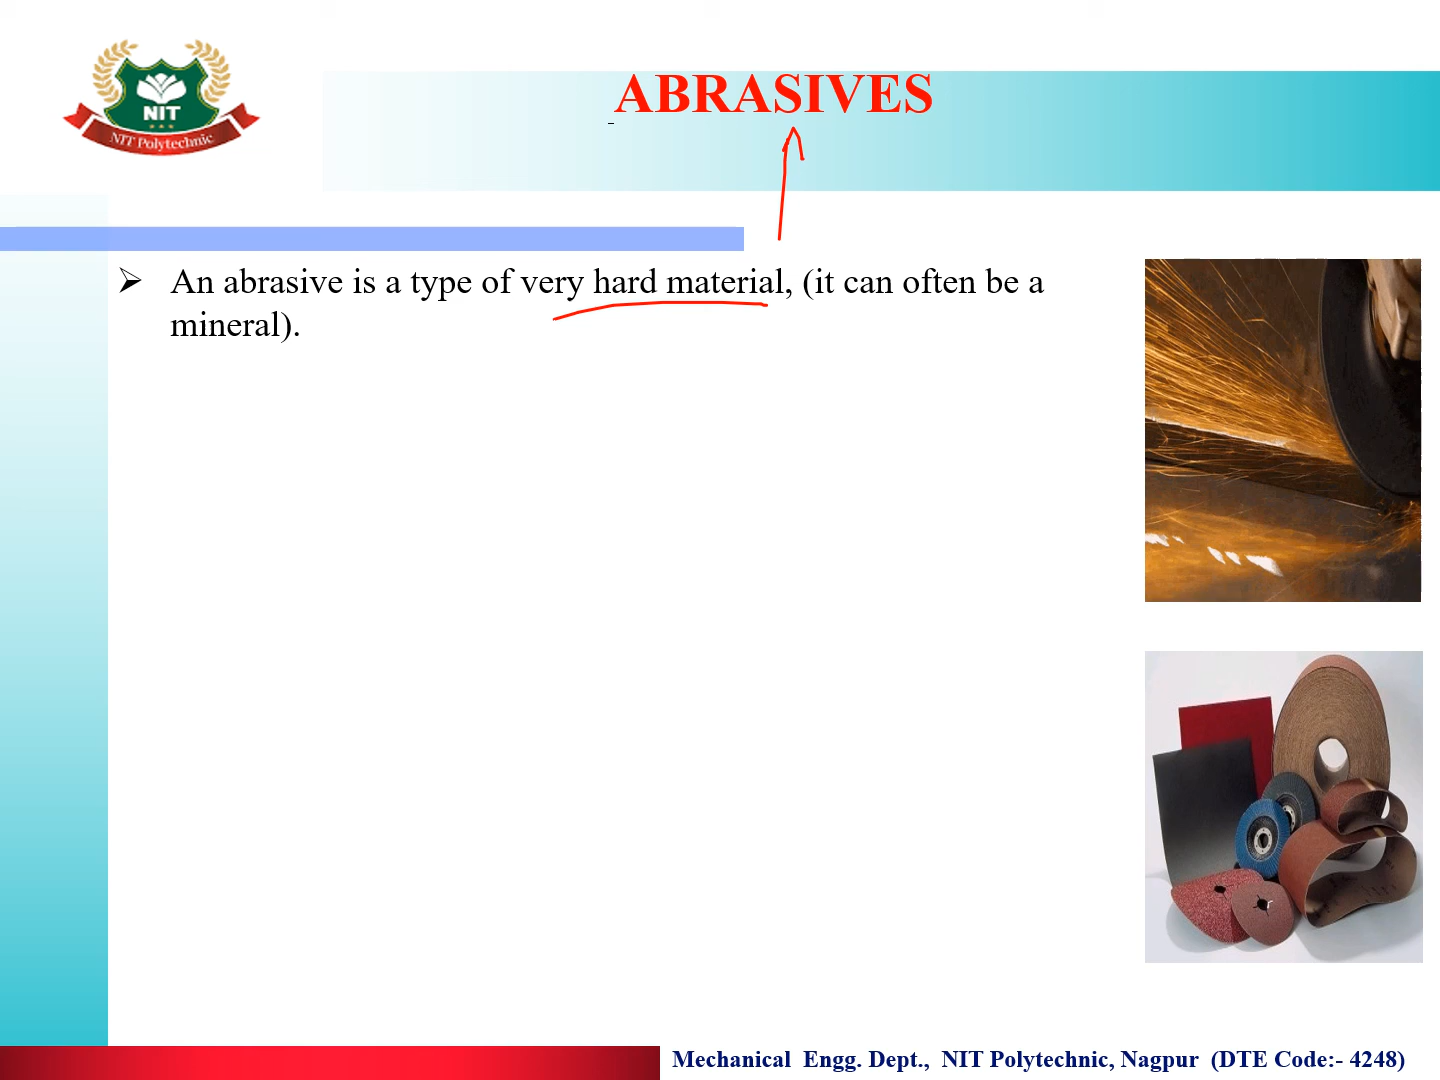 NIT
NIT Polytechnic
ABRASIVES
➢ An abrasive is a type of very hard material, (it can often be a
mineral).
Mechanical Engg. Dept., NIT Polytechnic, Nagpur (DTE Code:- 4248)